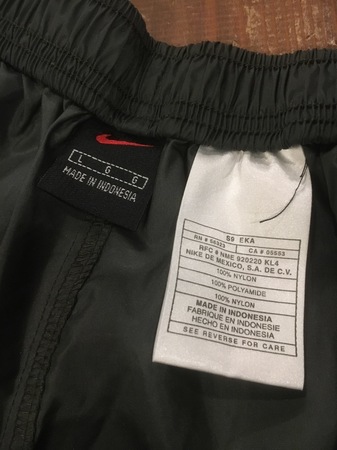 L G G
MADE IN INDONESIA
S9 EKA
RN # 56323 CA # 05553
RFC # NME 920220 KL4
NIKE DE MEXICO, S.A. DE C.V.
100% NYLON
100% POLYAMIDE
100% NYLON
MADE IN INDONESIA
FABRIQUE EN INDONESIE
HECHO EN INDONESIA
SEE REVERSE FOR CARE